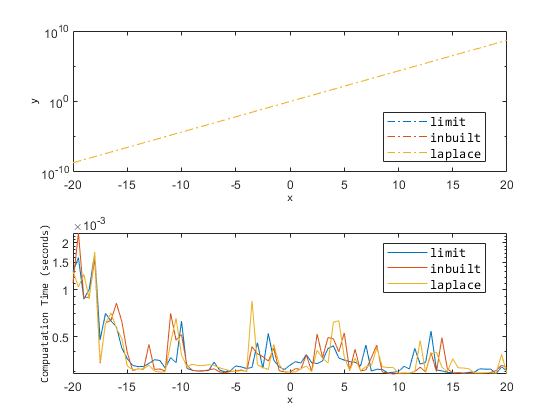 10^10
10^0
10^-10
y
limit
inbuilt
laplace
-20 -15 -10 -5 0 5 10 15 20
x
×10^-3
2
1.5
1
0.5
Compuatation Time (seconds)
limit
inbuilt
laplace
-20 -15 -10 -5 0 5 10 15 20
x